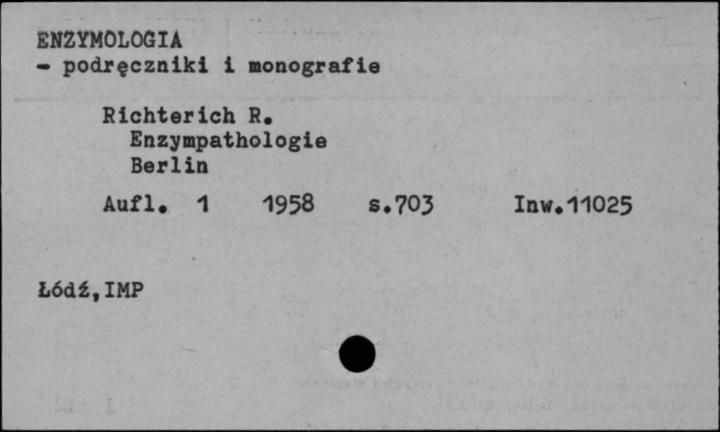 ENZYMOLOGIA
- podręczniki i monografie
Richterich R.
Enzympathologie
Berlin
Aufl. 1 1958 s.703 Inw.11025
Łódź,IMP